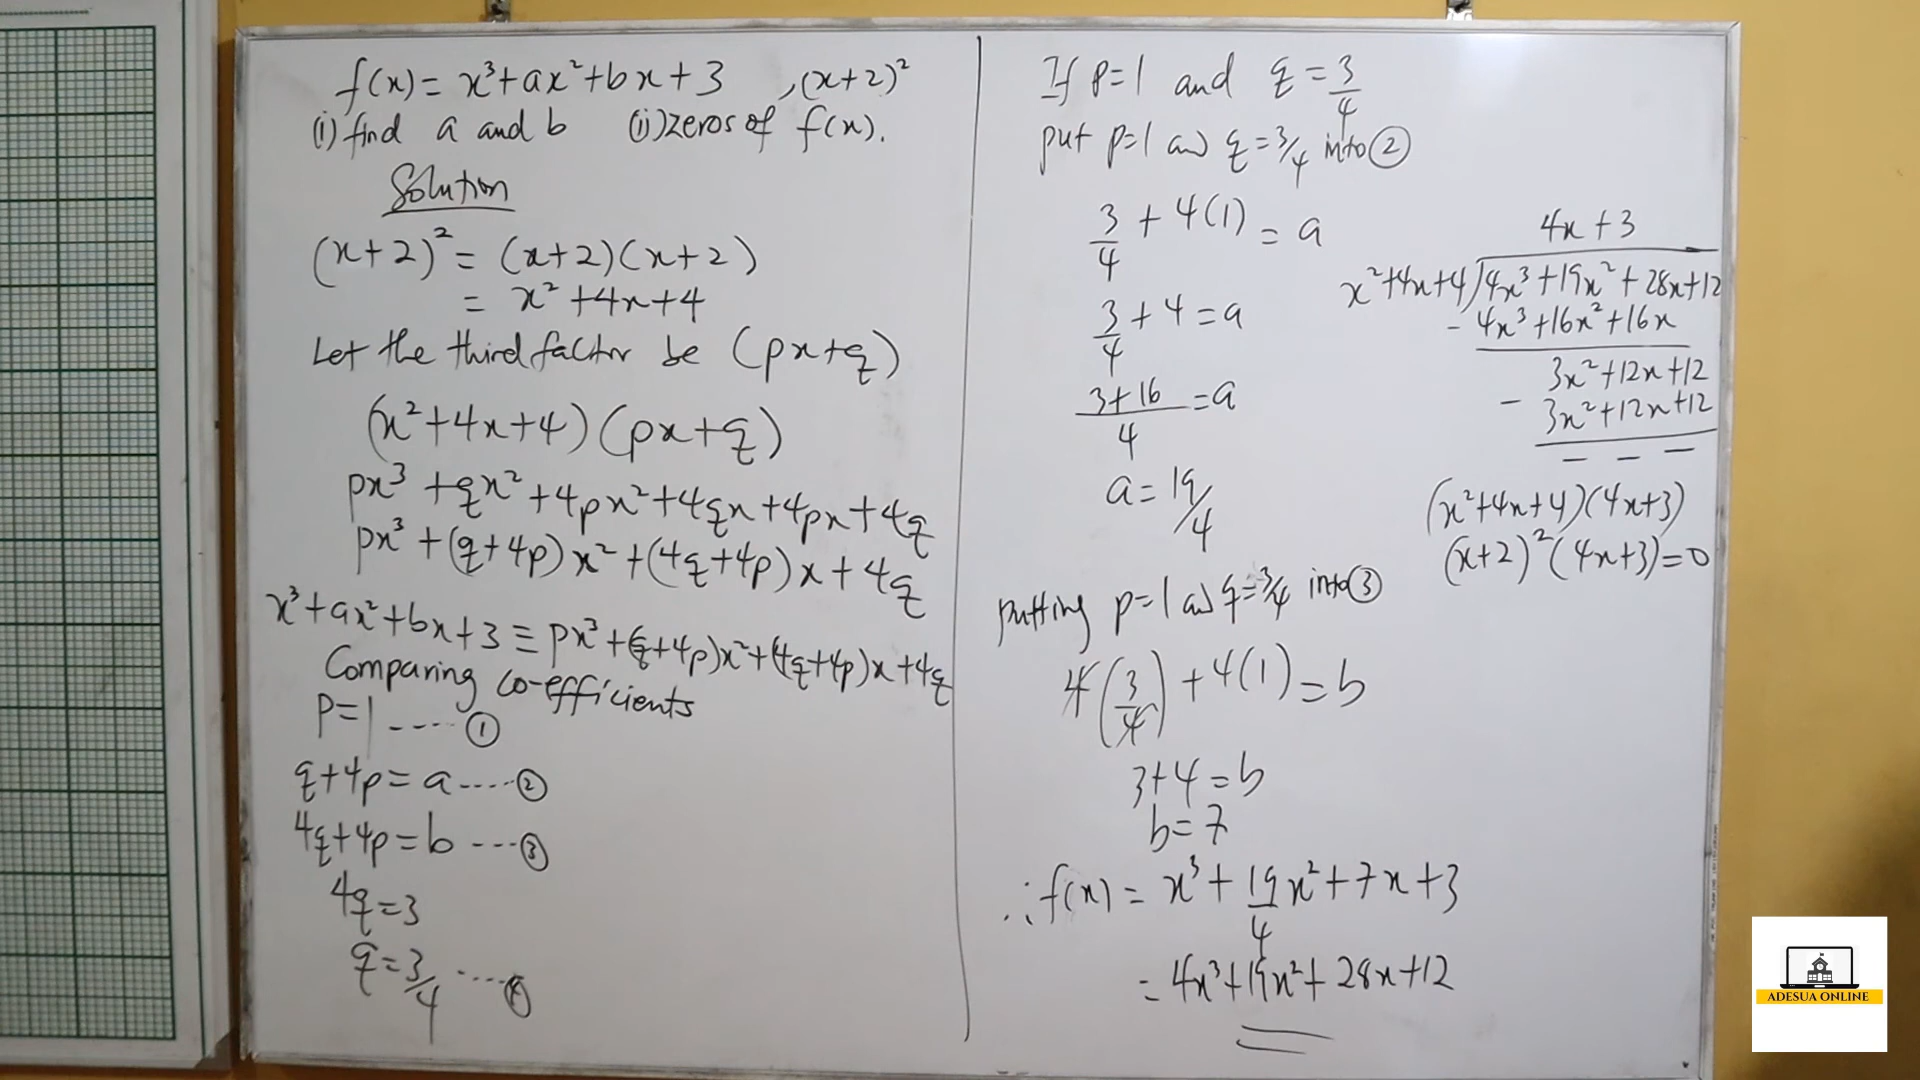 f(x) = x³+ax²+bx+3 , (x+2)²
(i) find a and b (ii) zeros of f(x).
Solution
(x+2)² = (x+2)(x+2)
= x²+4x+4
Let the third factor be (px+q)
(x²+4x+4)(px+q)
px³+qx²+4px²+4qx+4px+4q
px³+(q+4p)x²+(4q+4p)x+4q
x³+ax²+bx+3 ≡ px³+(q+4p)x²+(4q+4p)x+4q
Comparing co-efficients
P=1 ---- ①
q+4p=a ---- ②
4q+4p=b --- ③
4q=3
q=3/4 ----
If P=1 and q = 3/4
put p=1 and q=3/4 into ②
3/4 + 4(1) = a
3/4 + 4 = a
3+16/4 = a
a = 19/4
putting p=1 and q=3/4 into ③
4(3/4) + 4(1) = b
3+4 = b
b = 7
∴ f(x) = x³ + 19/4x² + 7x + 3
= 4x³+19x²+28x+12
4x+3
x²+4x+4 √4x³+19x²+28x+12
- 4x³+16x²+16x
3x²+12x+12
- 3x²+12x+12
– – –
(x²+4x+4)(4x+3)
(x+2)²(4x+3)=0
ADESUA ONLINE